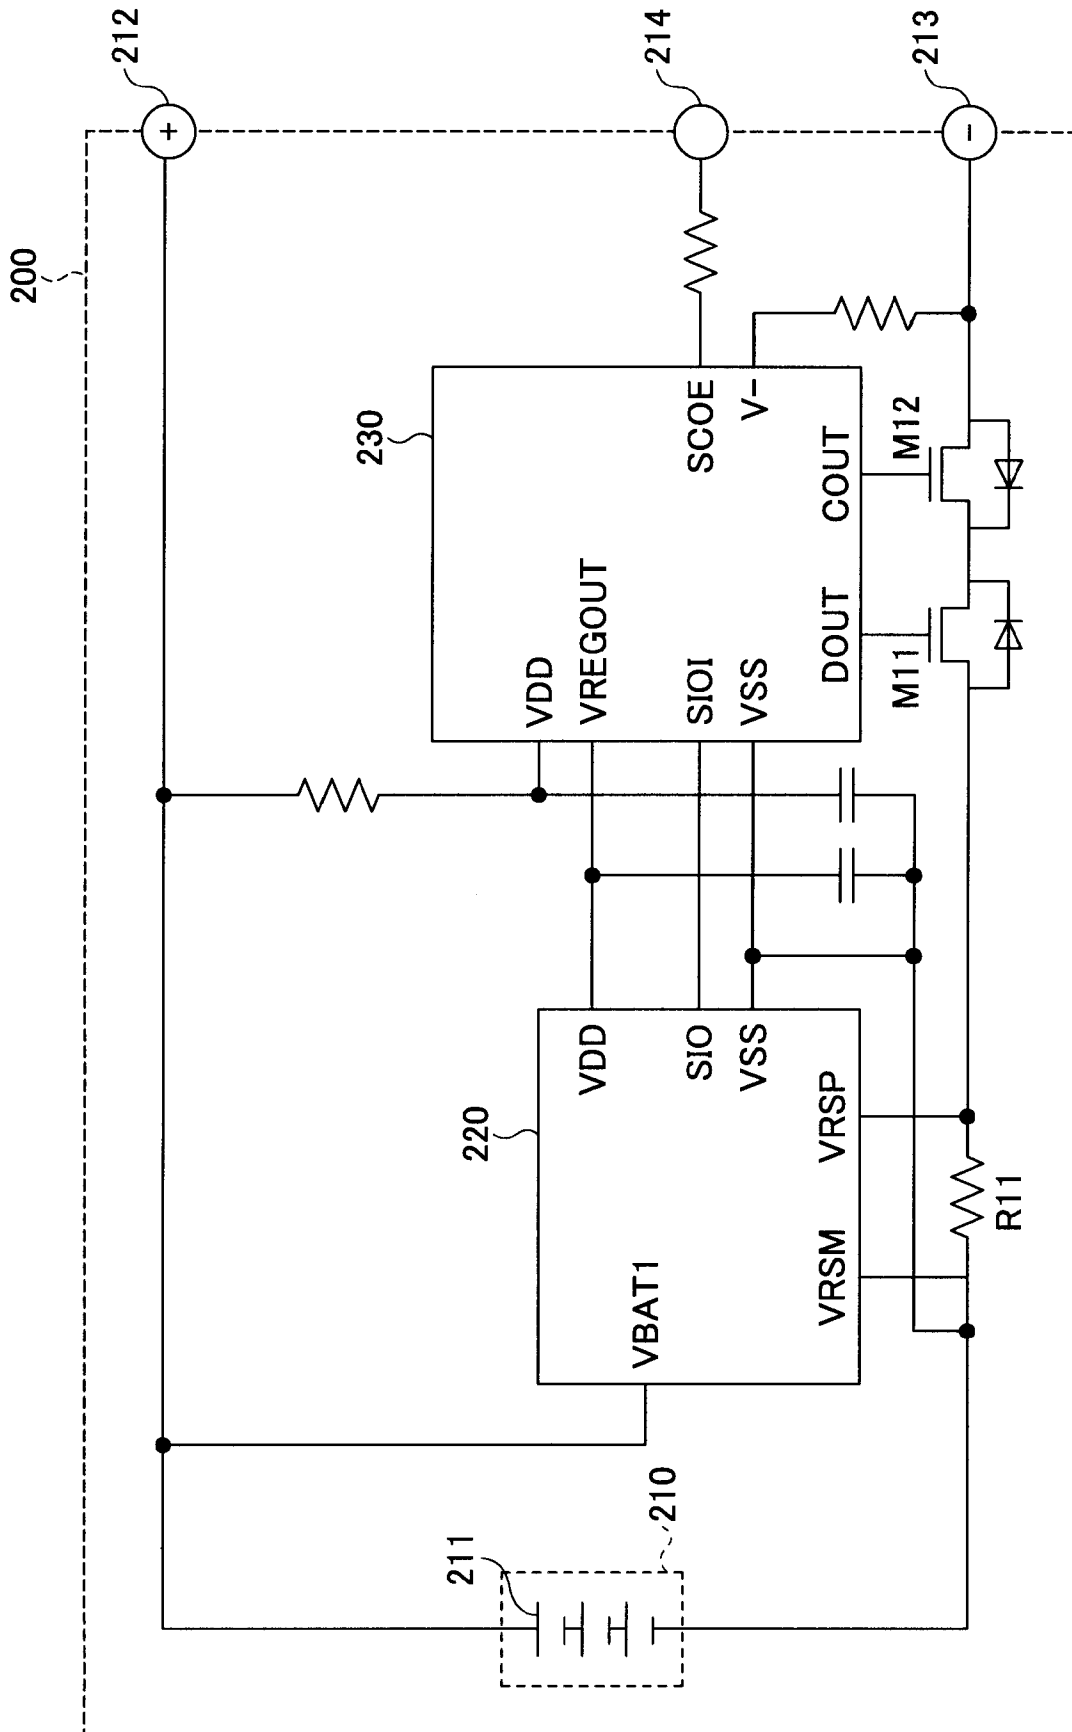 200
212
+
214
213
-
230
VDD
VREGOUT
SIOI
VSS
SCOE
V-
DOUT
COUT
M11
M12
220
VBAT1
VDD
SIO
VSS
VRSM
VRSP
R11
211
210